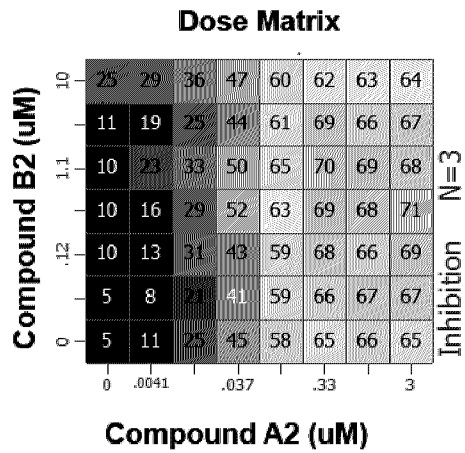 Dose Matrix
Compound B2 (uM)
10 25 29 36 47 60 62 63 64
11 19 25 44 61 69 66 67
1.1 10 23 33 50 65 70 69 68
10 16 29 52 63 69 68 71
.12 10 13 31 43 59 68 66 69
5 8 21 41 59 66 67 67
0 5 11 25 45 58 65 66 65
0 .0041 .037 .33 3
Compound A2 (uM)
Inhibition N=3